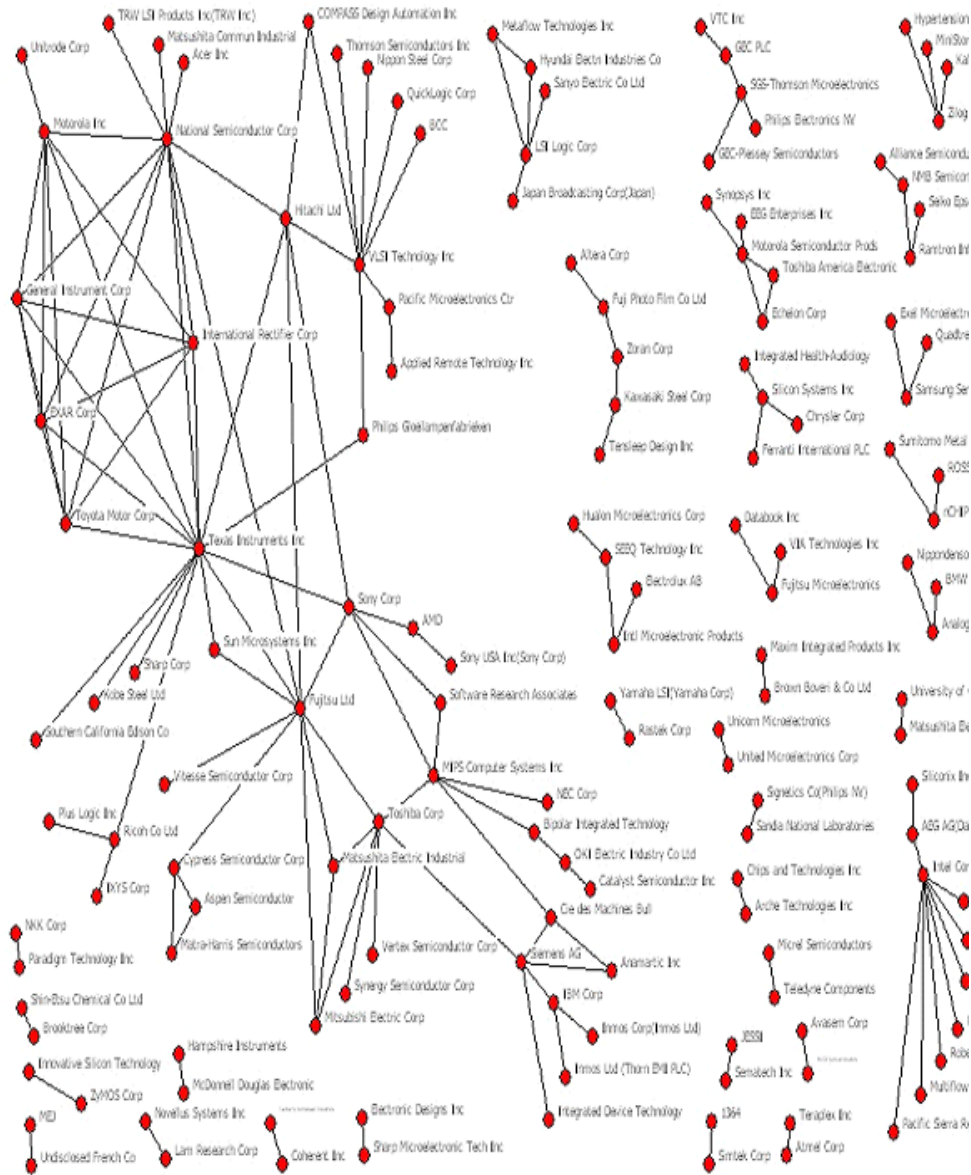 TRW LSI Products Inc(TRW Inc)
Unitrode Corp
Matsushita Commun Industrial
Acer Inc
Motorola Inc
National Semiconductor Corp
COMPASS Design Automation Inc
Thomson Semiconductors Inc
Nippon Steel Corp
QuickLogic Corp
BCC
Hitachi Ltd
VLSI Technology Inc
General Instrument Corp
International Rectifier Corp
Pacific Microelectronics Ctr
Applied Remote Technology Inc
EXAR Corp
Philips Gloeilampenfabrieken
Toyota Motor Corp
Texas Instruments Inc
Sony Corp
AMD
Sony USA Inc(Sony Corp)
Sun Microsystems Inc
Sharp Corp
Kobe Steel Ltd
Southern California Edison Co
Fujitsu Ltd
Software Research Associates
Vitesse Semiconductor Corp
MIPS Computer Systems Inc
NEC Corp
Plus Logic Inc
Ricoh Co Ltd
IXYS Corp
Toshiba Corp
Bipolar Integrated Technology
OKI Electric Industry Co Ltd
Catalyst Semiconductor Inc
Cypress Semiconductor Corp
Matsushita Electric Industrial
Aspen Semiconductor
Matra-Harris Semiconductors
Cie des Machines Bull
Vertex Semiconductor Corp
Siemens AG
Anamartic Inc
Synergy Semiconductor Corp
IBM Corp
Mitsubishi Electric Corp
Inmos Corp(Inmos Ltd)
Inmos Ltd (Thorn EMI PLC)
Integrated Device Technology
NKK Corp
Paradigm Technology Inc
Shin-Etsu Chemical Co Ltd
Brooktree Corp
Innovative Silicon Technology
ZyMOS Corp
MEI
Undisclosed French Co
Hampshire Instruments
McDonnell Douglas Electronic
Novellus Systems Inc
Lam Research Corp
Coherent Inc
Electronic Designs Inc
Sharp Microelectronic Tech Inc
Metaflow Technologies Inc
Hyundai Electn Industries Co
Sanyo Electric Co Ltd
LSI Logic Corp
Japan Broadcasting Corp(Japan)
Altera Corp
Fuji Photo Film Co Ltd
Zoran Corp
Kawasaki Steel Corp
Tensleep Design Inc
Hualon Microelectronics Corp
SEEQ Technology Inc
Electrolux AB
Intl Microelectronic Products
Yamaha LSI(Yamaha Corp)
Rastek Corp
VTC Inc
GEC PLC
SGS-Thomson Microelectronics
Philips Electronics NV
GEC-Plessey Semiconductors
Synopsys Inc
EEG Enterprises Inc
Motorola Semiconductor Prods
Toshiba America Electronic
Echelon Corp
Integrated Health-Audiology
Silicon Systems Inc
Chrysler Corp
Ferranti International PLC
Databook Inc
VIA Technologies Inc
Fujitsu Microelectronics
Maxim Integrated Products Inc
Brown Boveri & Co Ltd
Unicorn Microelectronics
United Microelectronics Corp
Signetics Co(Philips NV)
Sandia National Laboratories
Chips and Technologies Inc
Arche Technologies Inc
Micrel Semiconductors
Teledyne Components
Avasem Corp
JESSI
Sematech Inc
1364
Simtek Corp
Teraplex Inc
Atmel Corp
Hypertension
MiniStor
Zilog
Alliance Semicondu
NMB Semicon
Seiko Eps
Ramtron Int
Exel Microelectro
Quadtre
Samsung Sem
Sumitomo Metal
ROSS
nCHIP
Nippondenso
BMW
Analog
University of
Matsushita Ele
Siliconix Inc
AEG AG(Da
Intel Cor
Robe
Multiflow
Pacific Sierra Re